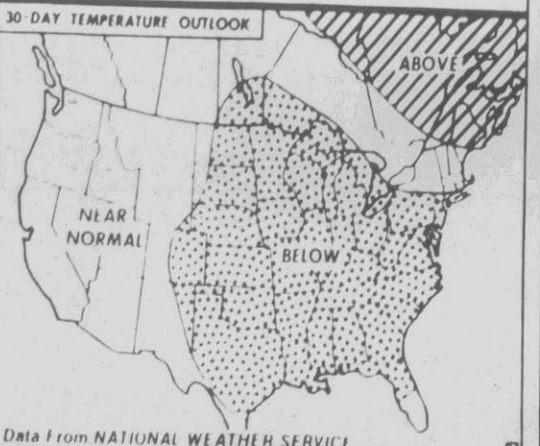 30-DAY TEMPERATURE OUTLOOK
ABOVE
NEAR
NORMAL
BELOW
Data From NATIONAL WEATHER SERVICE